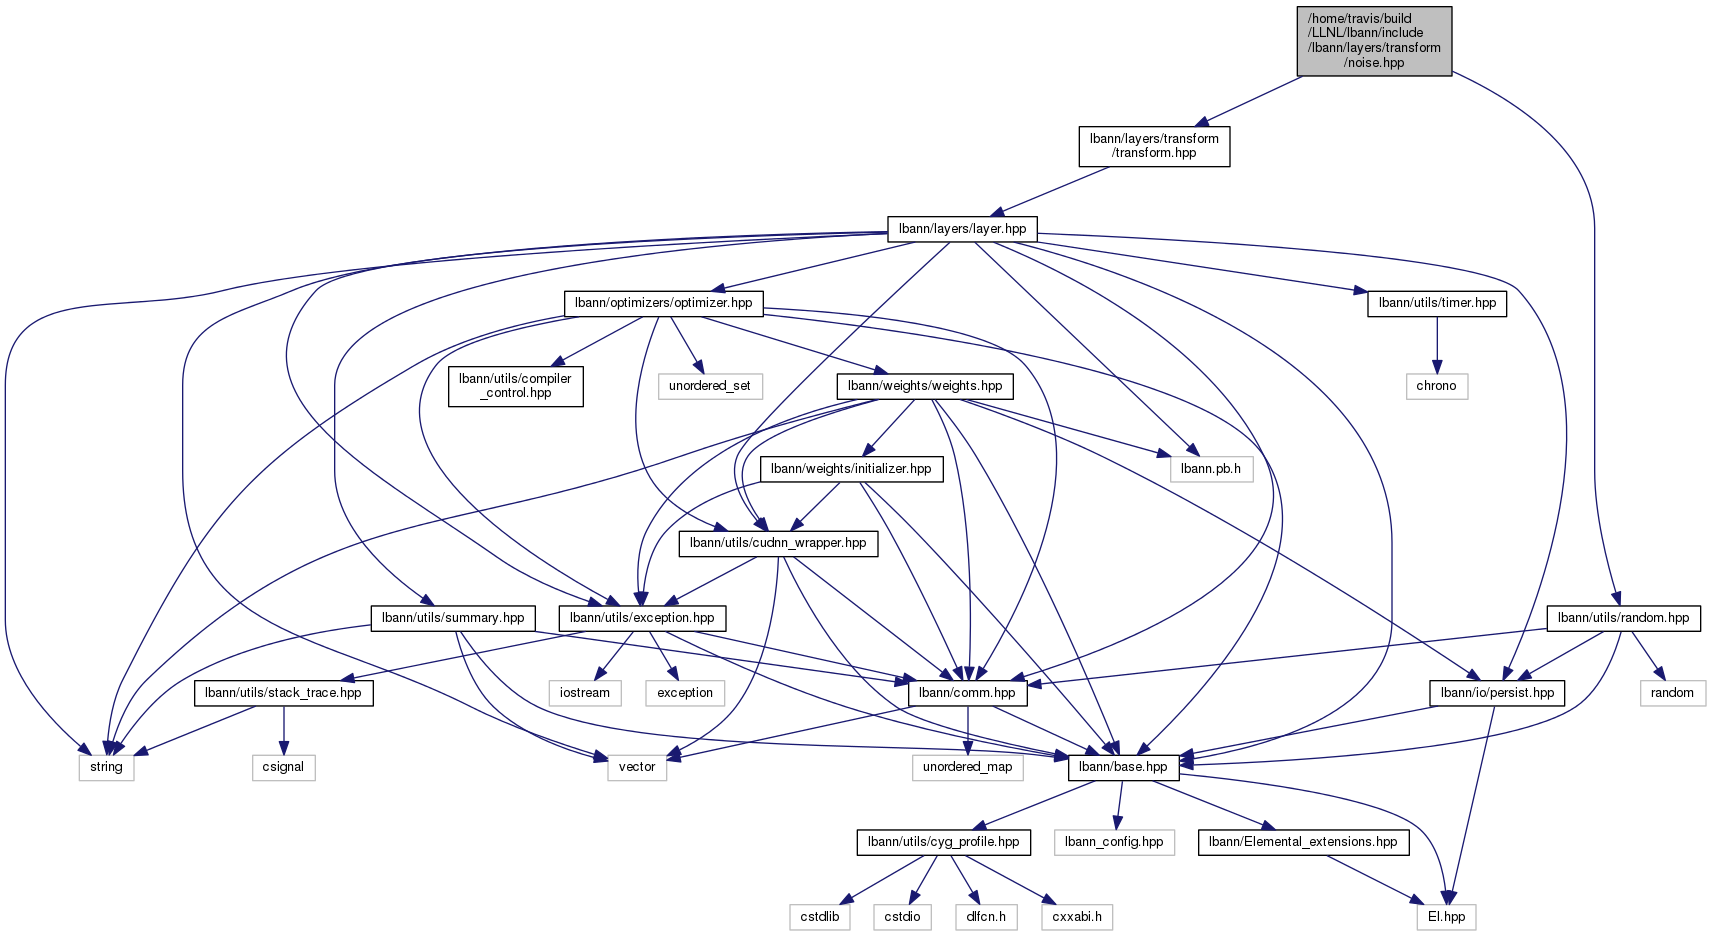 /home/travis/build
/LLNL/lbann/include
/lbann/layers/transform
/noise.hpp
lbann/layers/transform
/transform.hpp
lbann/layers/layer.hpp
lbann/optimizers/optimizer.hpp
lbann/utils/timer.hpp
lbann/utils/compiler
_control.hpp
unordered_set
lbann/weights/weights.hpp
chrono
lbann/weights/initializer.hpp
lbann.pb.h
lbann/utils/cudnn_wrapper.hpp
lbann/utils/summary.hpp
lbann/utils/exception.hpp
lbann/utils/random.hpp
lbann/utils/stack_trace.hpp
iostream
exception
lbann/comm.hpp
lbann/io/persist.hpp
random
string
csignal
vector
unordered_map
lbann/base.hpp
lbann/utils/cyg_profile.hpp
lbann_config.hpp
lbann/Elemental_extensions.hpp
cstdlib
cstdio
dlfcn.h
cxxabi.h
El.hpp